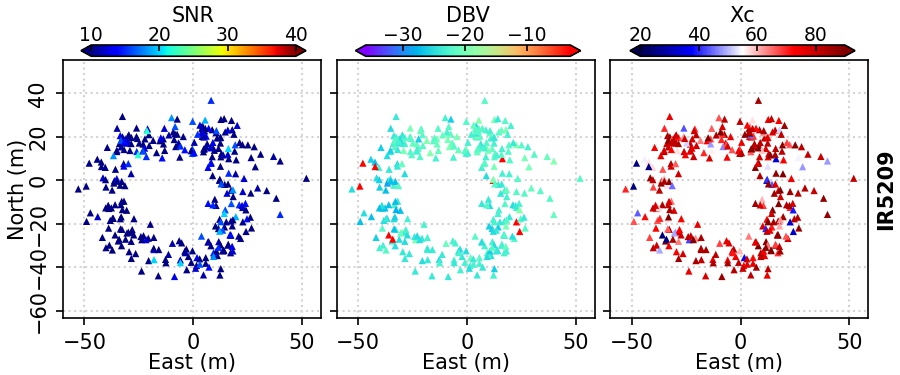 SNR DBV Xc
10 20 30 40 −30 −20 −10 20 40 60 80
40
20
0
−20
−40
−60
North (m)
IR5209
−50 0 50 −50 0 50 −50 0 50
East (m) East (m) East (m)